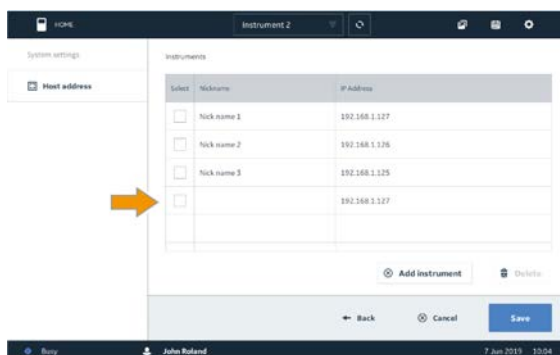 HOME Instrument 2
System settings Instruments
Host address
Select Nickname IP Address
Nick name 1 192.168.1.127
Nick name 2 192.168.1.126
Nick name 3 192.168.1.125
192.168.1.127
Add instrument Delete
Back Cancel Save
Busy John Roland 7 Jun 2019 10:04